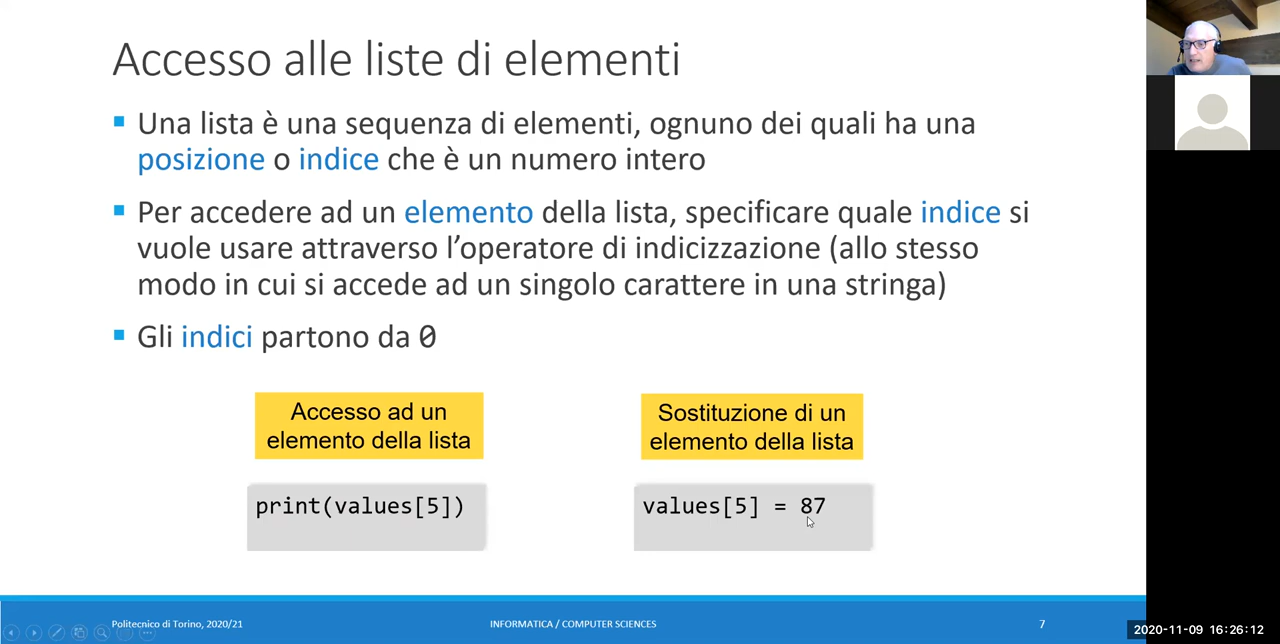 Accesso alle liste di elementi
Una lista è una sequenza di elementi, ognuno dei quali ha una
posizione o indice che è un numero intero
Per accedere ad un elemento della lista, specificare quale indice si
vuole usare attraverso l’operatore di indicizzazione (allo stesso
modo in cui si accede ad un singolo carattere in una stringa)
Gli indici partono da 0
Accesso ad un
elemento della lista
print(values[5])
Sostituzione di un
elemento della lista
values[5] = 87
Politecnico di Torino, 2020/21
INFORMATICA / COMPUTER SCIENCES
7
2020-11-09 16:26:12